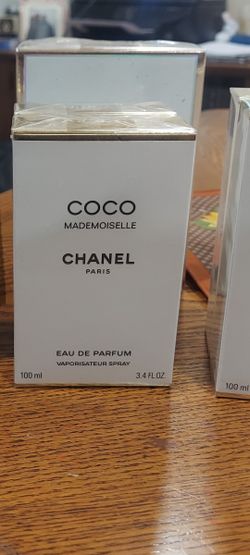 COCO
MADEMOISELLE
CHANEL
PARIS
EAU DE PARFUM
VAPORISATEUR SPRAY
100 ml 3.4 FL.OZ.
100 ml